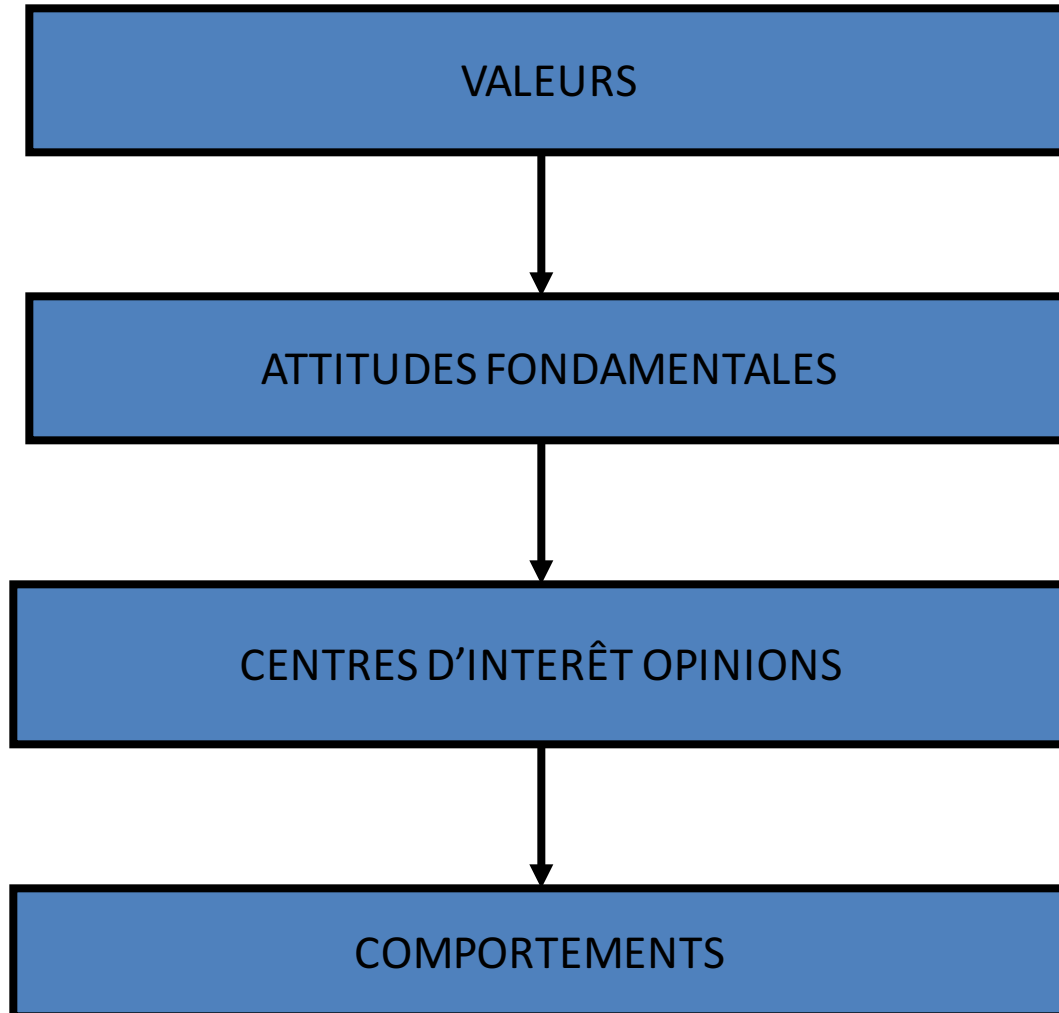 VALEURS
ATTITUDES FONDAMENTALES
CENTRES D’INTERÊT OPINIONS
COMPORTEMENTS